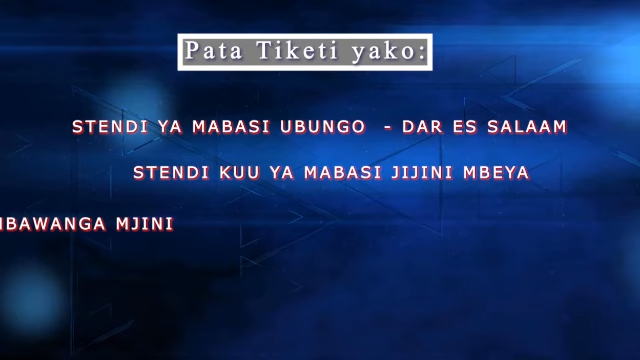 Pata Tiketi yako:
STENDI YA MABASI UBUNGO - DAR ES SALAAM
STENDI KUU YA MABASI JIJINI MBEYA
MJINI